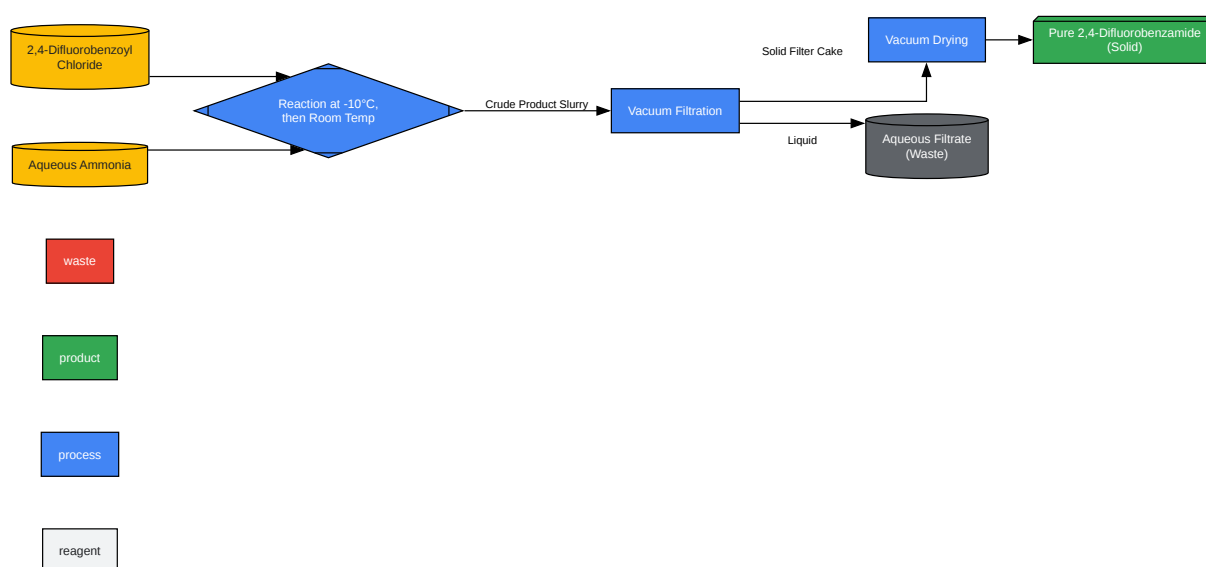 2,4-Difluorobenzoyl
Chloride
Aqueous Ammonia
Reaction at -10°C,
then Room Temp
Crude Product Slurry
Vacuum Filtration
Solid Filter Cake
Liquid
Vacuum Drying
Aqueous Filtrate
(Waste)
Pure 2,4-Difluorobenzamide
(Solid)
waste
product
process
reagent